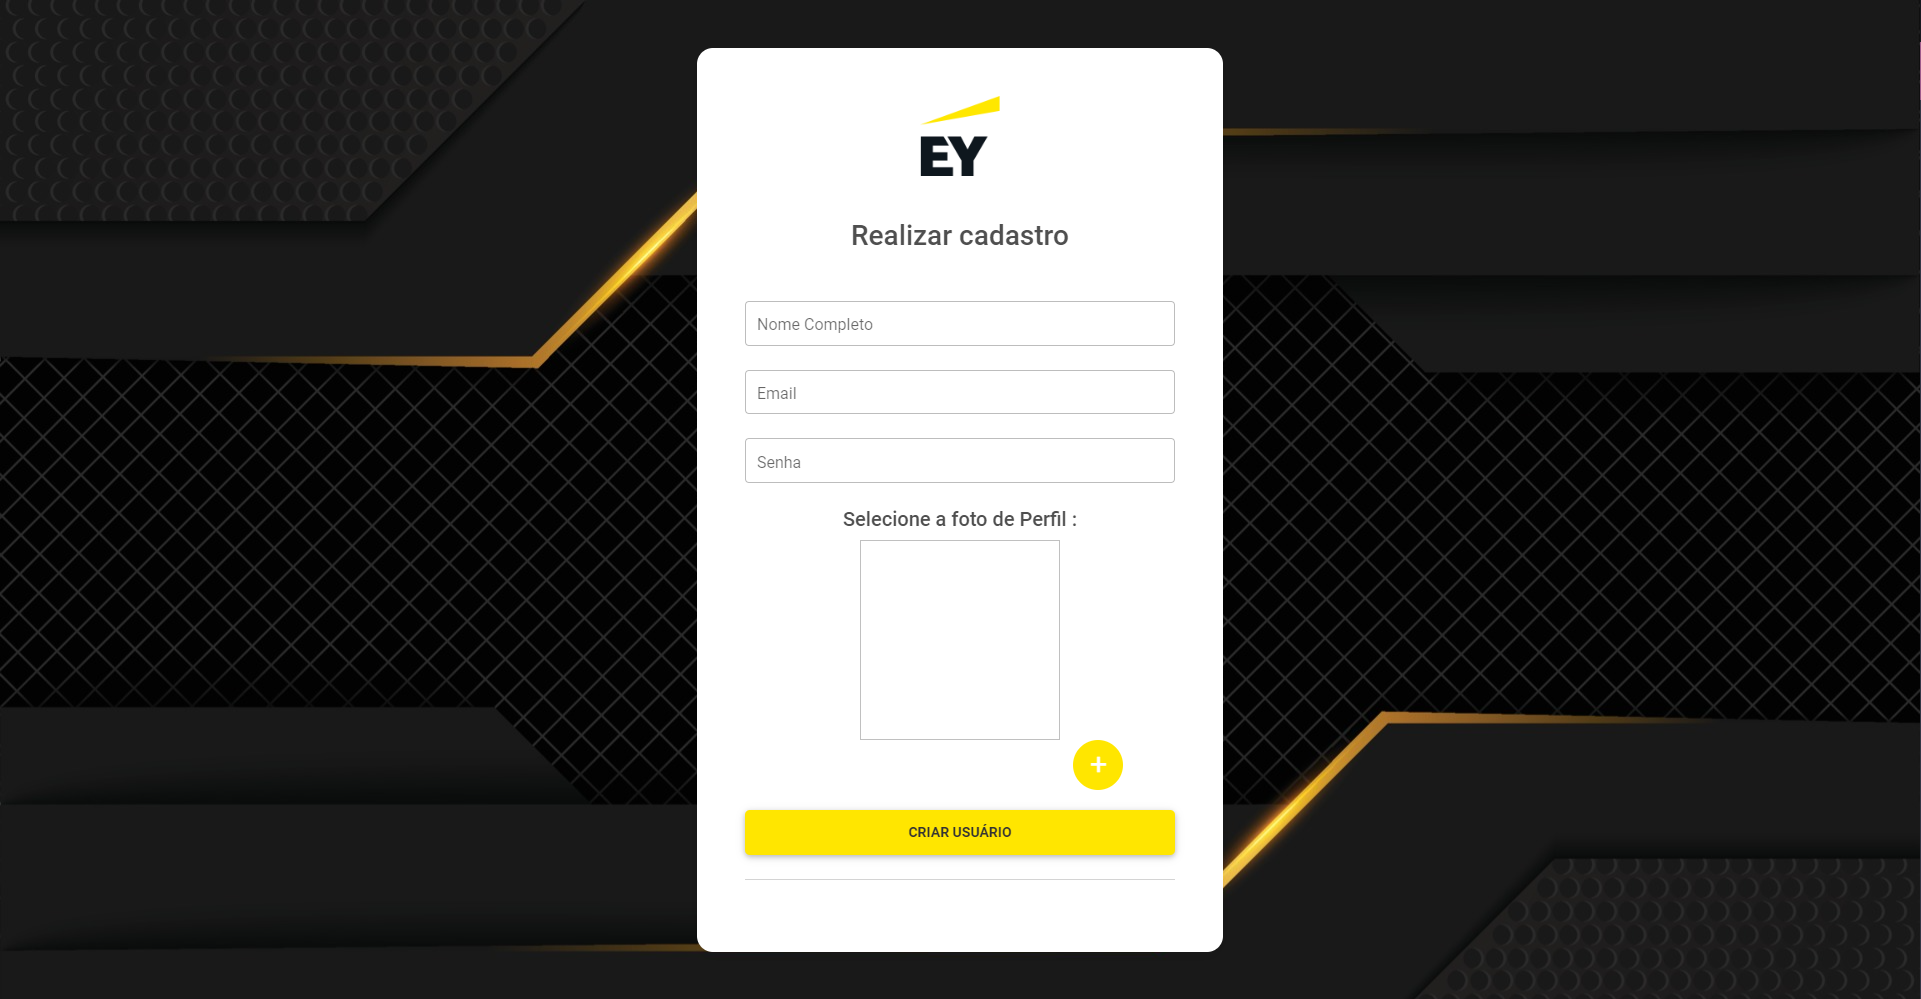 EY
Realizar cadastro
Nome Completo
Email
Senha
Selecione a foto de Perfil :
+
CRIAR USUÁRIO